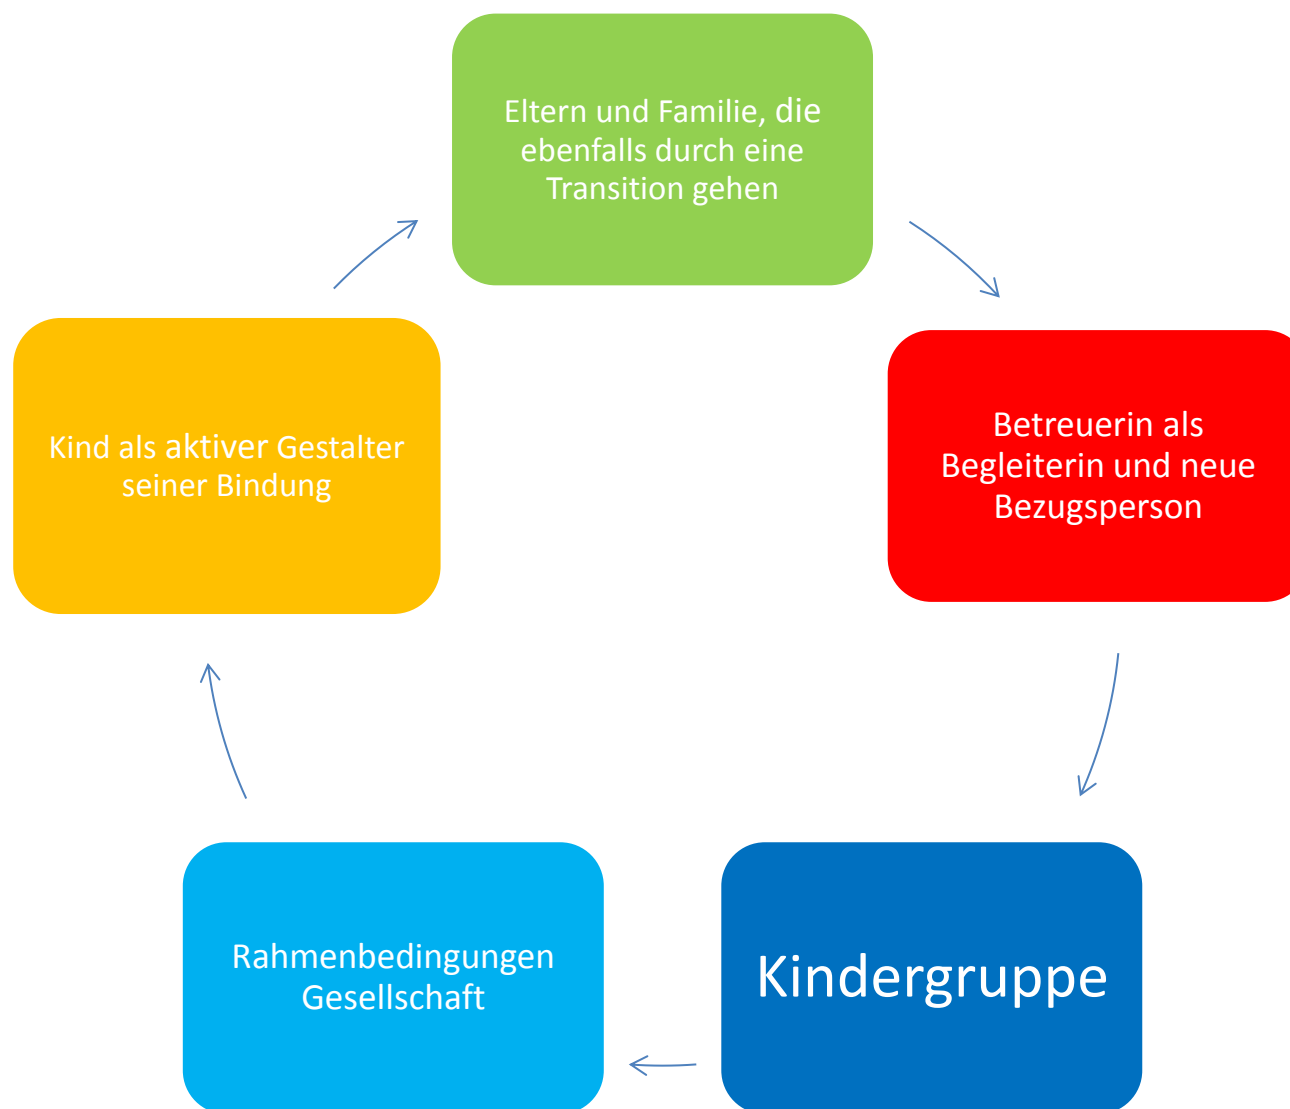 Eltern und Familie, die
ebenfalls durch eine
Transition gehen
Betreuerin als
Begleiterin und neue
Bezugsperson
Kindergruppe
Rahmenbedingungen
Gesellschaft
Kind als aktiver Gestalter
seiner Bindung